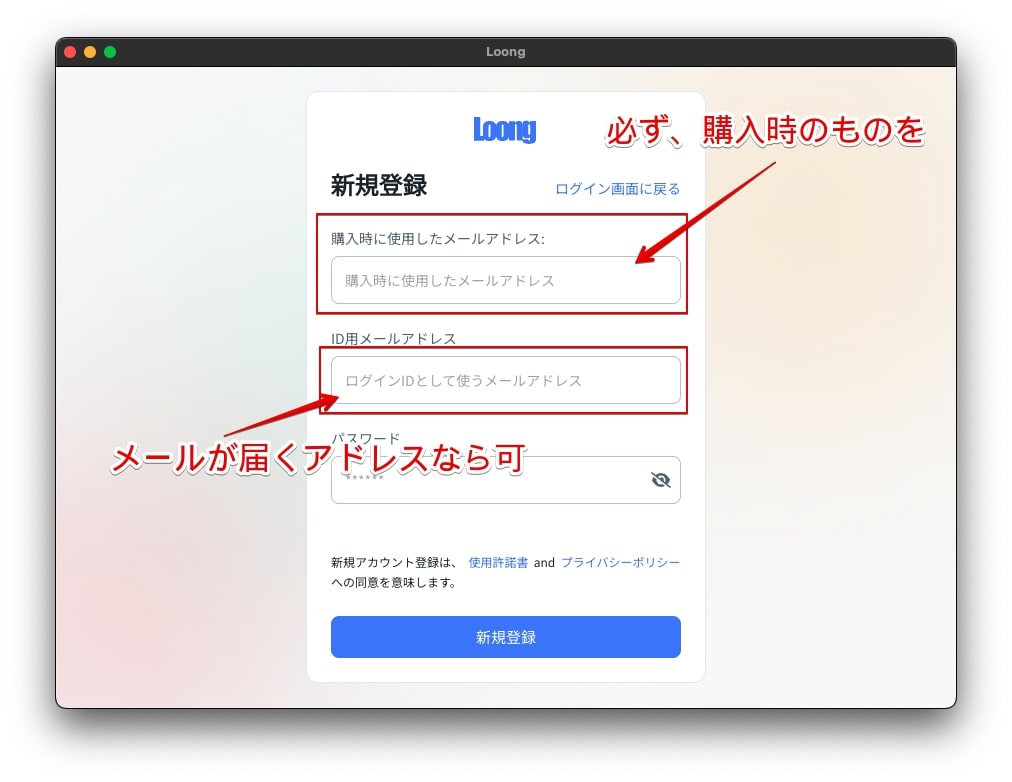 Loong
Loong
必ず、購入時のものを
新規登録
ログイン画面に戻る
購入時に使用したメールアドレス:
購入時に使用したメールアドレス
ID用メールアドレス
ログインIDとして使うメールアドレス
パスワード
メールが届くアドレスなら可
******
新規アカウント登録は、 使用許諾書 and プライバシーポリシー
への同意を意味します。
新規登録